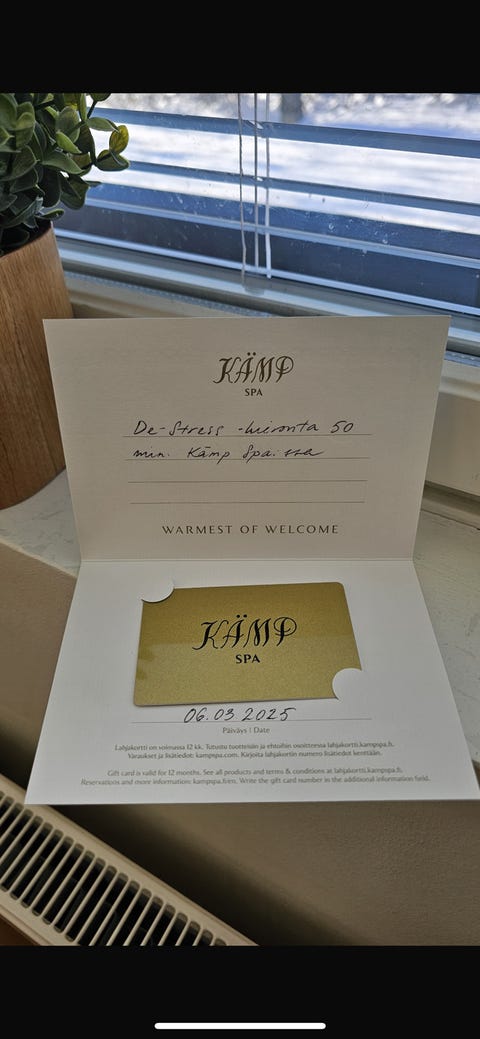 KÄMP
SPA
De-Stress -hieronta 50
min. Kämp Spa:ssa
WARMEST OF WELCOME
KÄMP
SPA
06.03.2025
Päiväys | Date
Lahjakortti on voimassa 12 kk. Tutustu tuotteisiin ja ehtoihin osoitteessa lahjakortti.kampspa.fi.
Varaukset ja lisätiedot: kampspa.com. Kirjoita lahjakortin numero lisätiedot kenttään.
Gift card is valid for 12 months. See all products and terms & conditions at lahjakortti.kampspa.fi.
Reservations and more information: kampspa.fi/en. Write the gift card number in the additional information field.